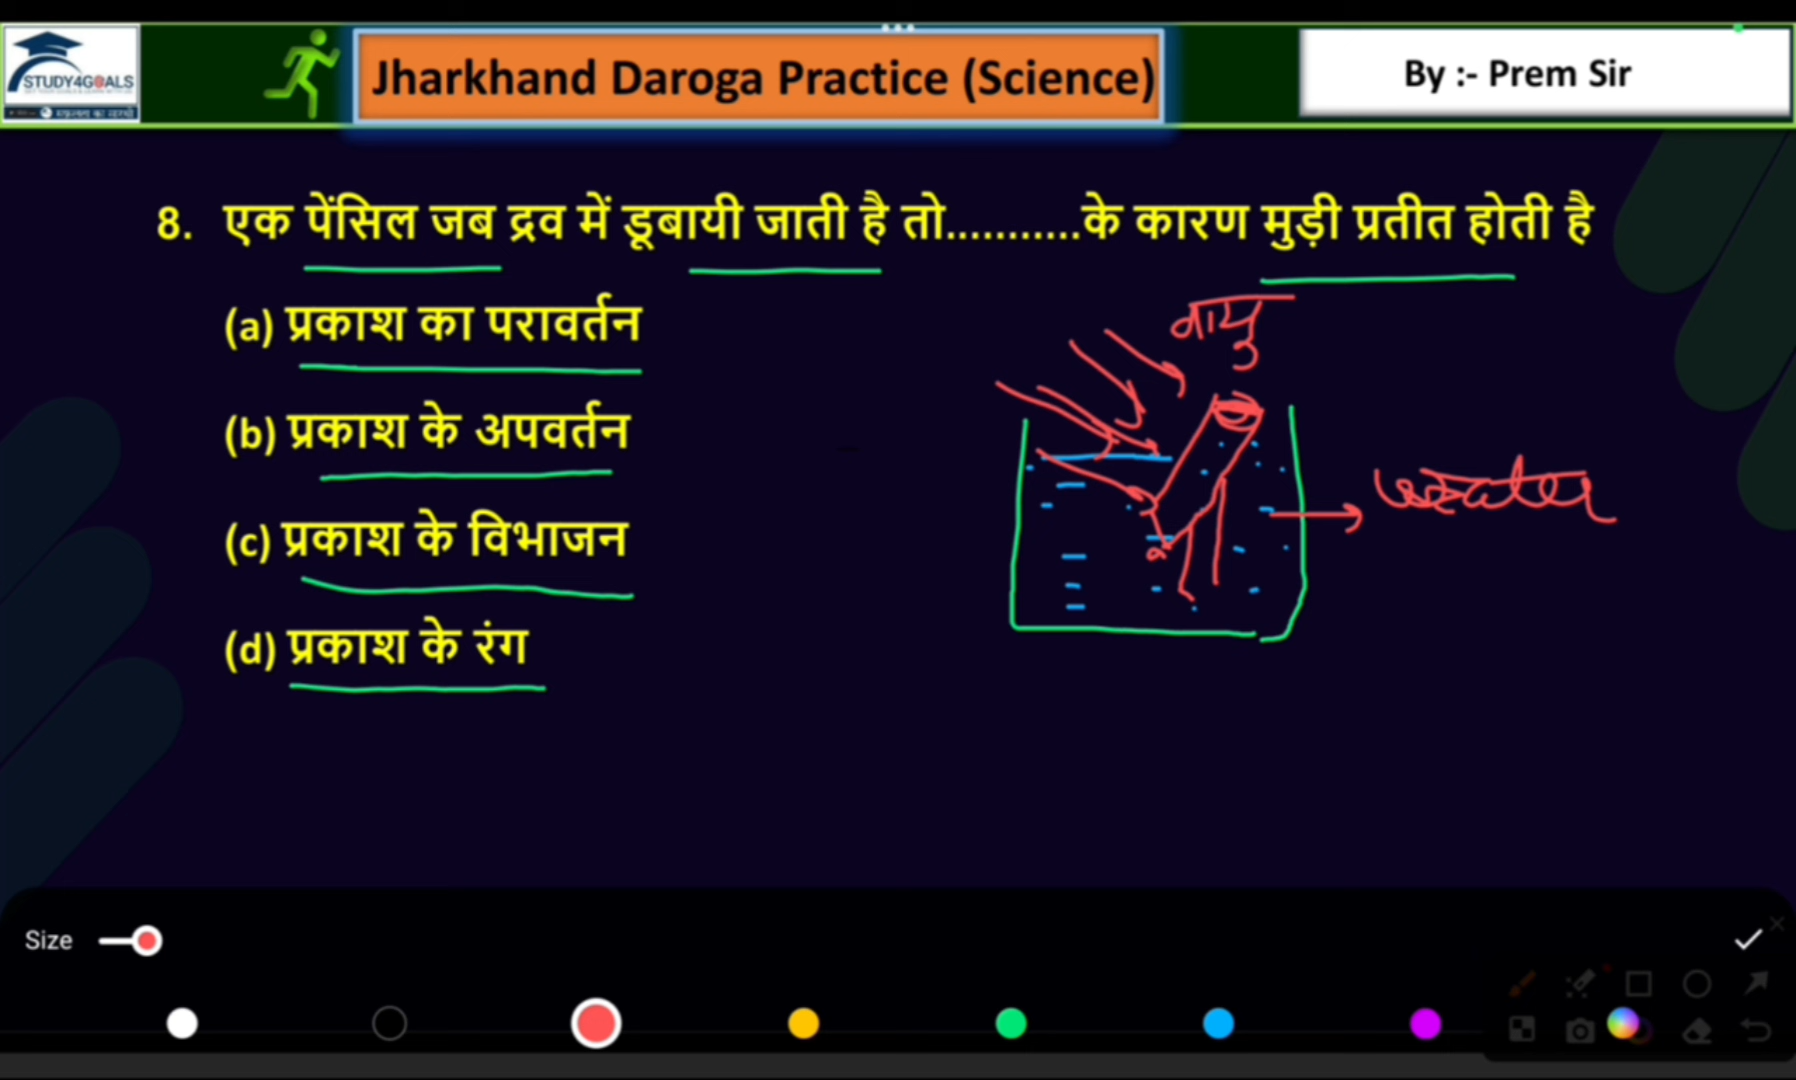 STUDY4GOALS
Jharkhand Daroga Practice (Science)
By :- Prem Sir
8. एक पेंसिल जब द्रव में डूबायी जाती है तो...........के कारण मुड़ी प्रतीत होती है
(a) प्रकाश का परावर्तन
(b) प्रकाश के अपवर्तन
(c) प्रकाश के विभाजन
(d) प्रकाश के रंग
वायु
water
Size